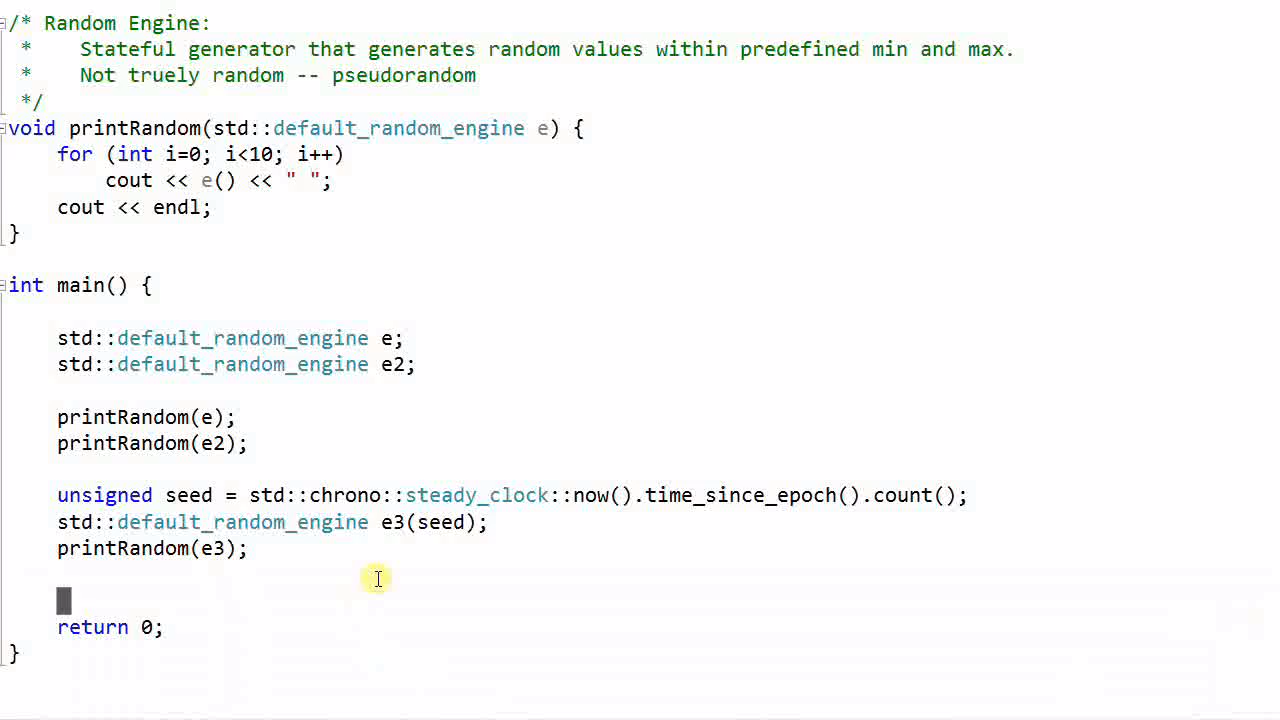 /* Random Engine:
 *    Stateful generator that generates random values within predefined min and max.
 *    Not truely random -- pseudorandom
 */
void printRandom(std::default_random_engine e) {
    for (int i=0; i<10; i++)
        cout << e() << " ";
    cout << endl;
}
int main() {
    std::default_random_engine e;
    std::default_random_engine e2;
    printRandom(e);
    printRandom(e2);
    unsigned seed = std::chrono::steady_clock::now().time_since_epoch().count();
    std::default_random_engine e3(seed);
    printRandom(e3);
    return 0;
}